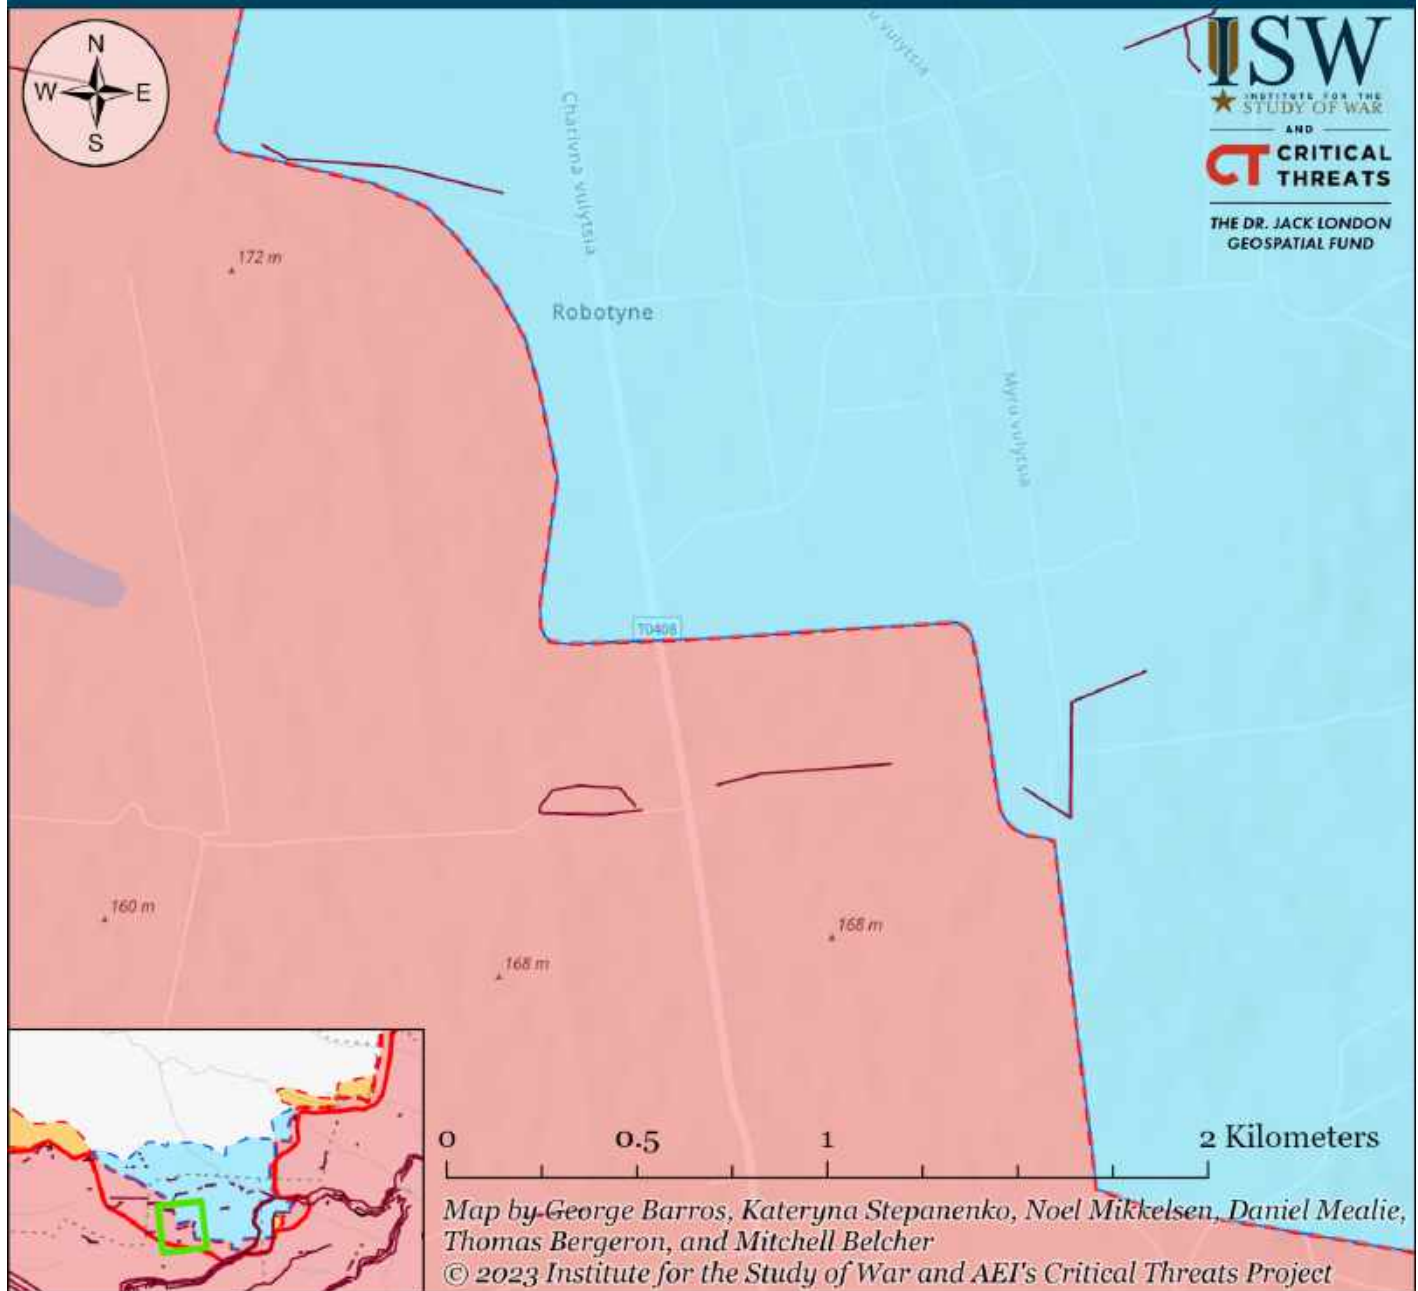 N
W E
S
ISW
INSTITUTE FOR THE
STUDY OF WAR
AND
CT CRITICAL
THREATS
THE DR. JACK LONDON
GEOSPATIAL FUND
u vulytsia
Charivna vulytsia
172 m
Robotyne
Myru vulytsia
T0408
160 m
168 m
168 m
0 0.5 1 2 Kilometers
Map by George Barros, Kateryna Stepanenko, Noel Mikkelsen, Daniel Mealie,
Thomas Bergeron, and Mitchell Belcher
© 2023 Institute for the Study of War and AEI's Critical Threats Project